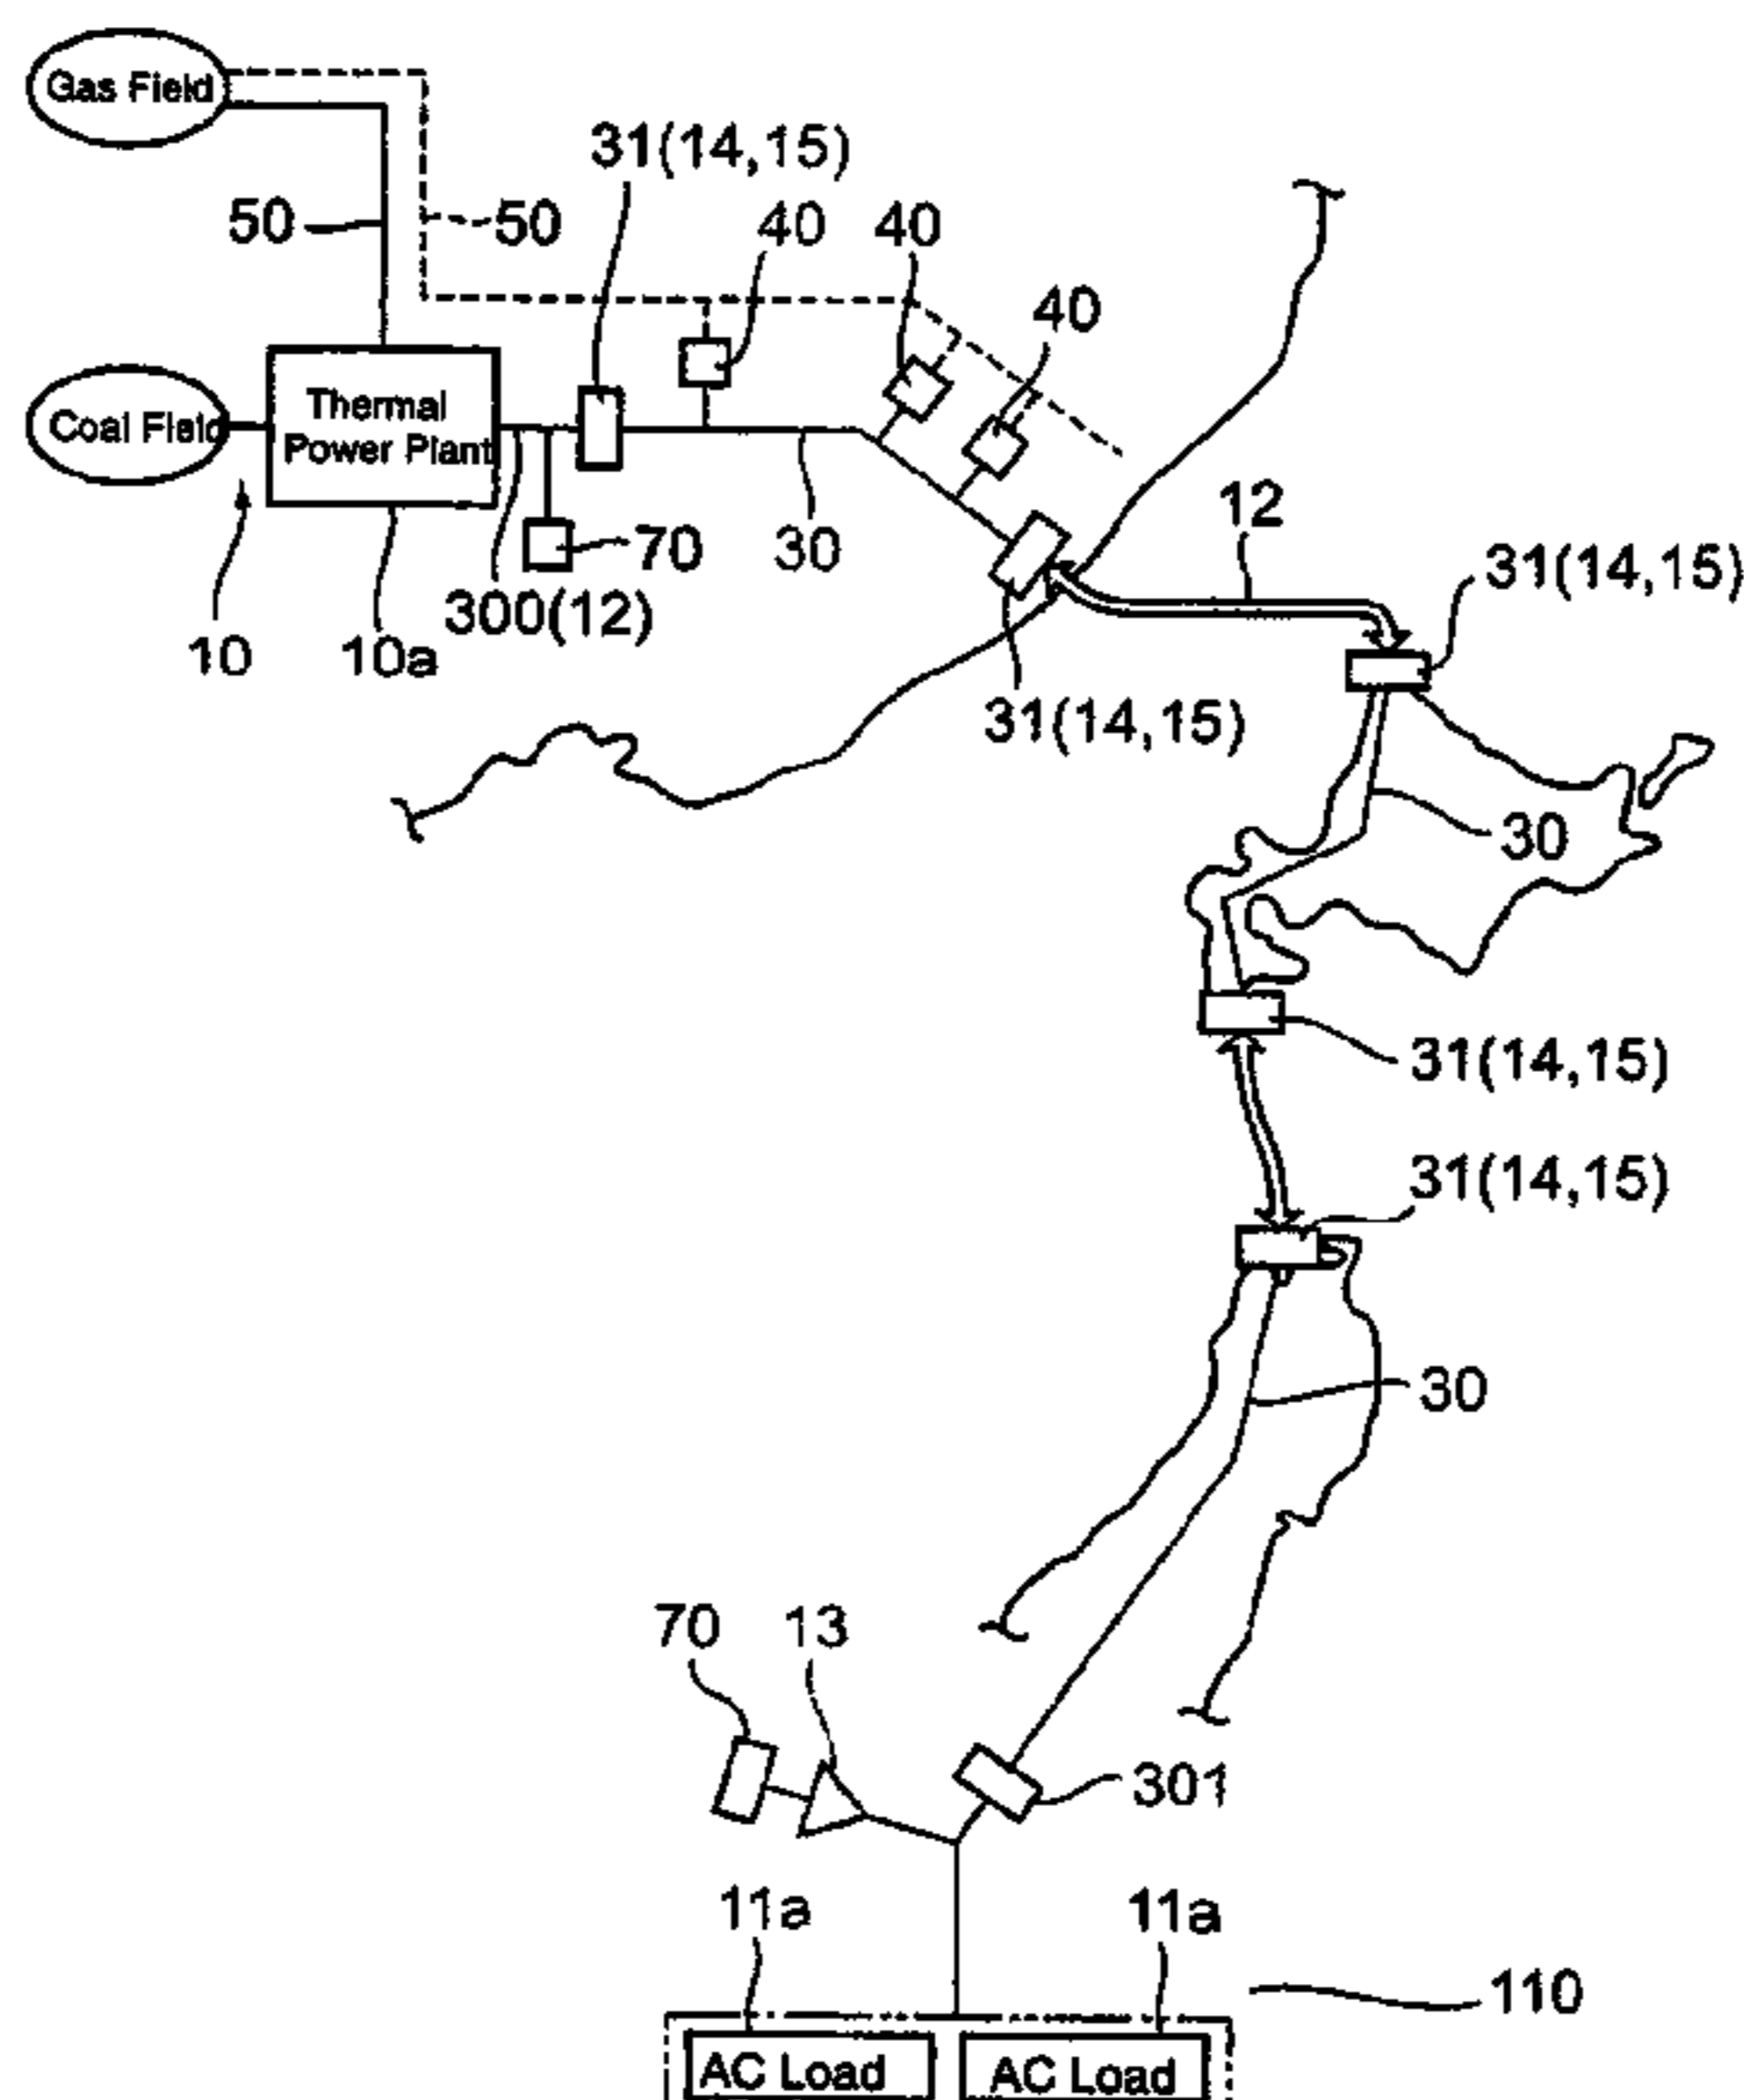 Gas Field
31(14,15)
50
50
40
40
40
Coal Field
Thermal
Power Plant
12
70
30
31(14,15)
300(12)
10
10a
31(14,15)
30
31(14,15)
31(14,15)
30
70
13
301
11a
11a
110
AC Load
AC Load